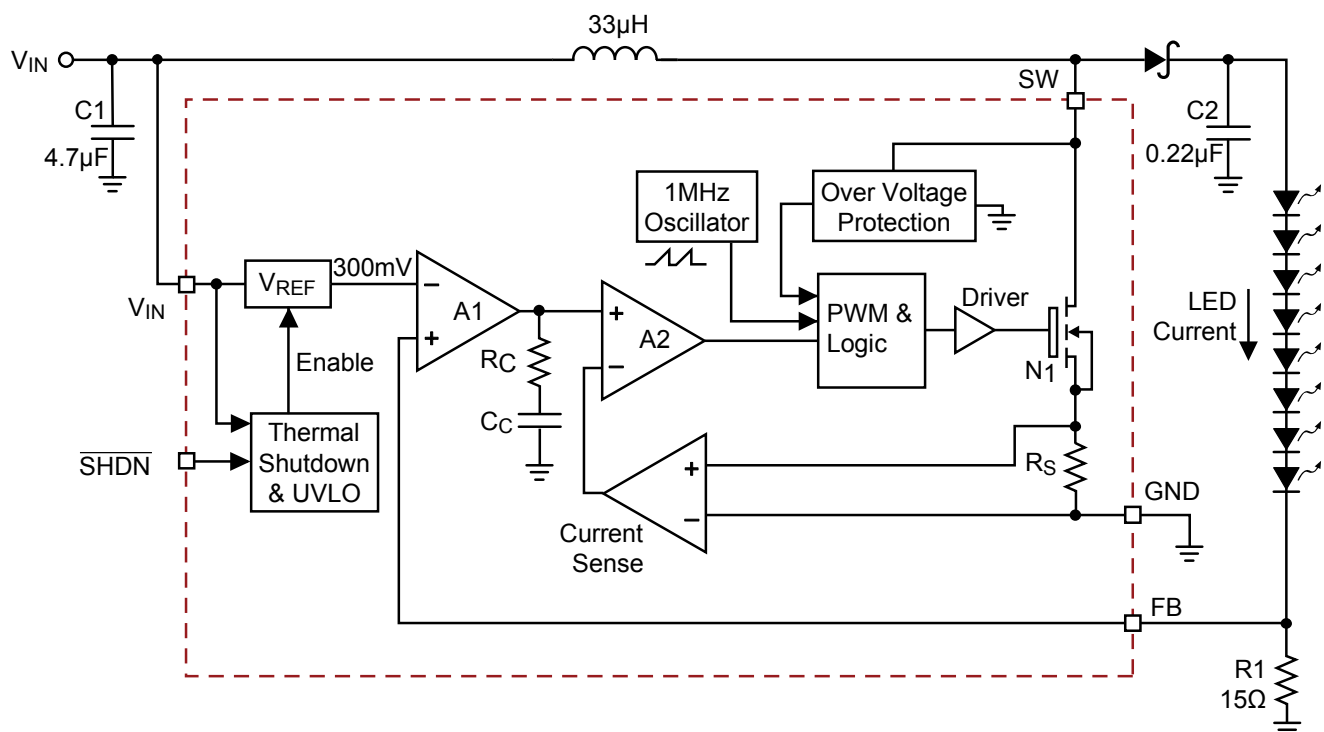 33µH
VIN
SW
C1
4.7µF
C2
0.22µF
1MHz
Oscillator
Over Voltage
Protection
VREF
300mV
VIN
−
+
A1
+
−
A2
PWM &
Logic
Driver
N1
LED
Current
Enable
RC
CC
Thermal
Shutdown
& UVLO
SHDN
+
−
Current
Sense
RS
GND
FB
R1
15Ω